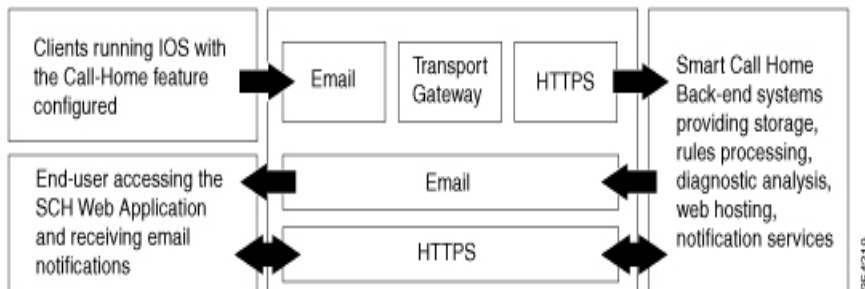 Clients running IOS with
the Call-Home feature
configured
Email
Transport
Gateway
HTTPS
Smart Call Home
Back-end systems
providing storage,
rules processing,
diagnostic analysis,
web hosting,
notification services
End-user accessing the
SCH Web Application
and receiving email
notifications
Email
HTTPS